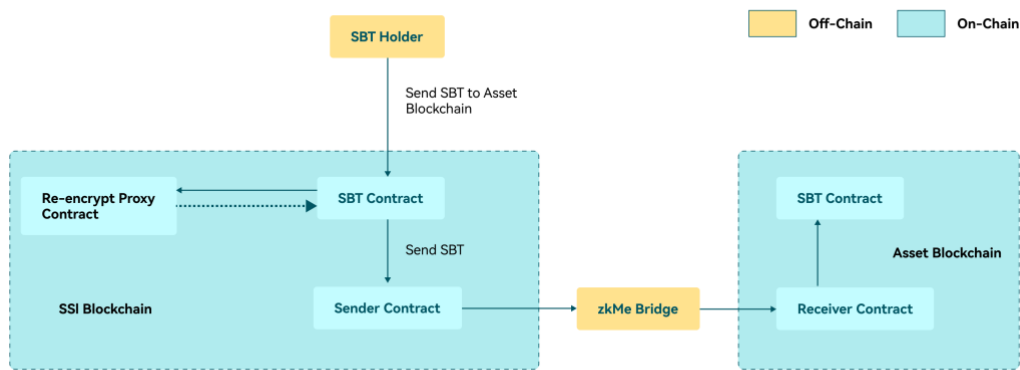 SBT Holder
Off-Chain
On-Chain
Send SBT to Asset
Blockchain
Re-encrypt Proxy
Contract
SBT Contract
SBT Contract
Send SBT
Asset Blockchain
SSI Blockchain
Sender Contract
zkMe Bridge
Receiver Contract